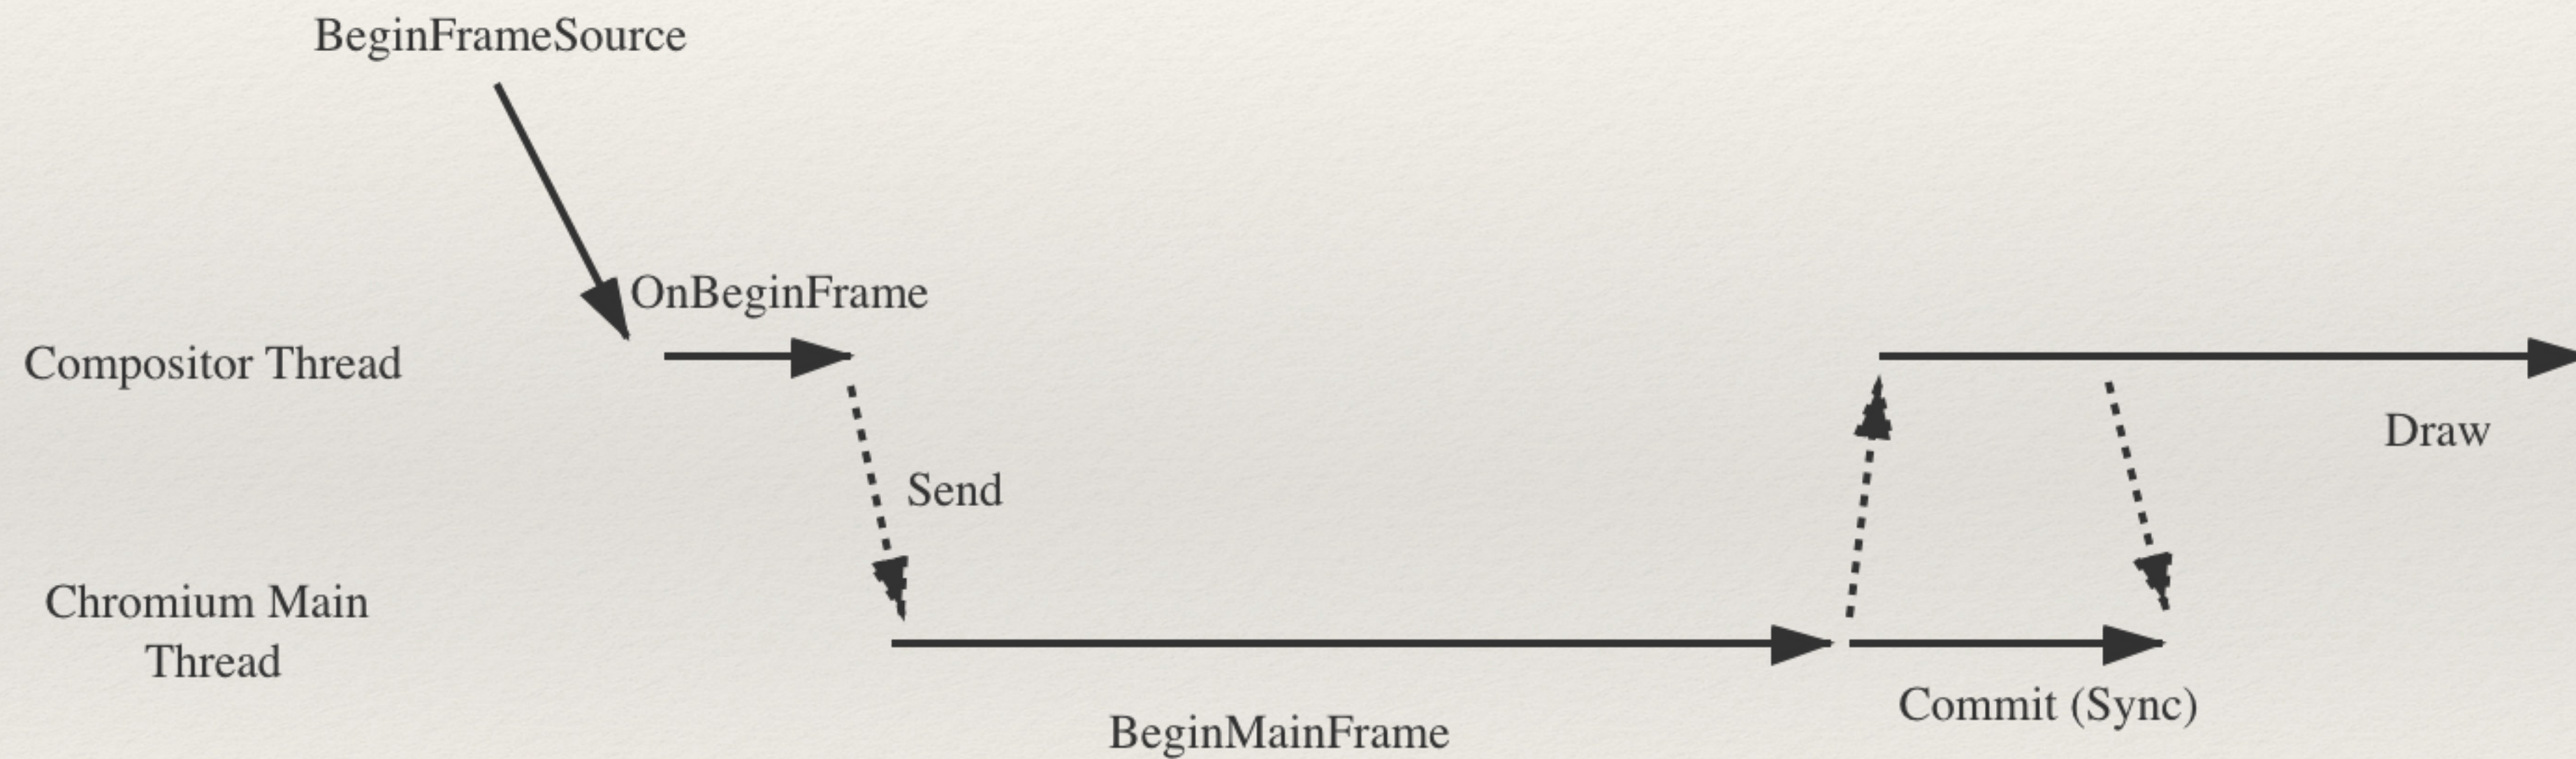 BeginFrameSource
OnBeginFrame
Compositor Thread
Draw
Send
Chromium Main
Thread
Commit (Sync)
BeginMainFrame